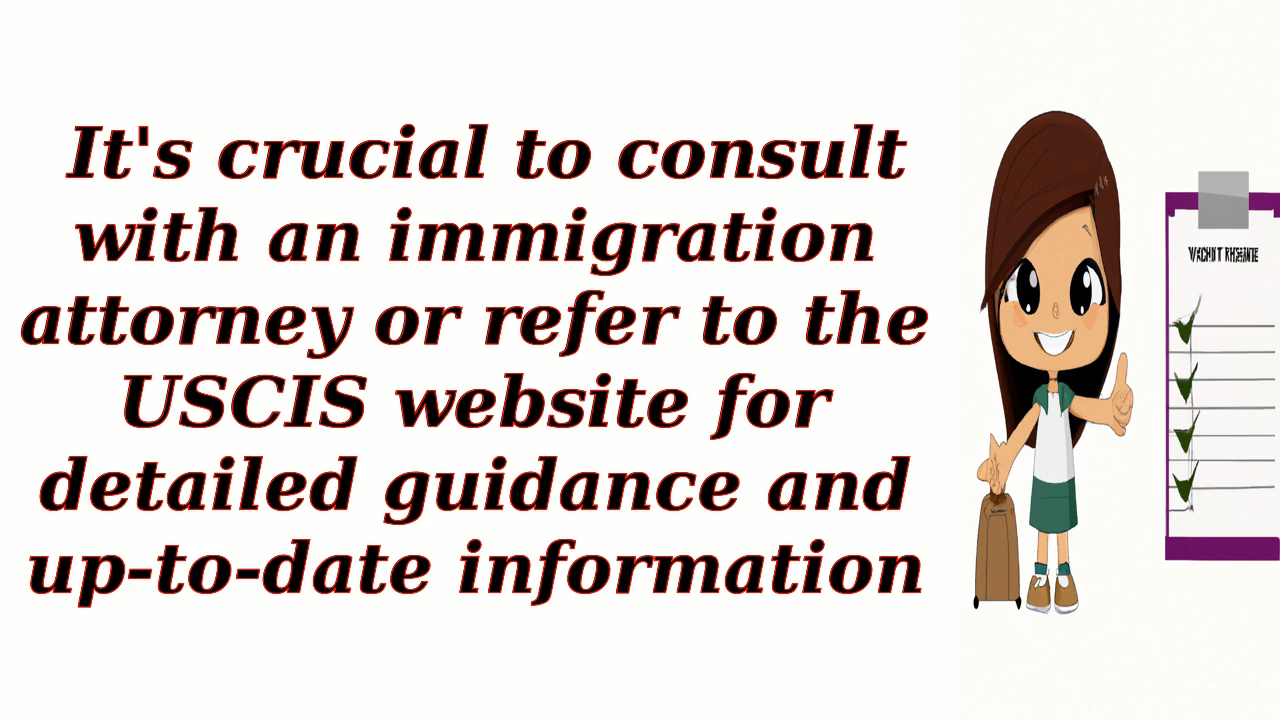 It's crucial to consult
with an immigration
attorney or refer to the
USCIS website for
detailed guidance and
up-to-date information